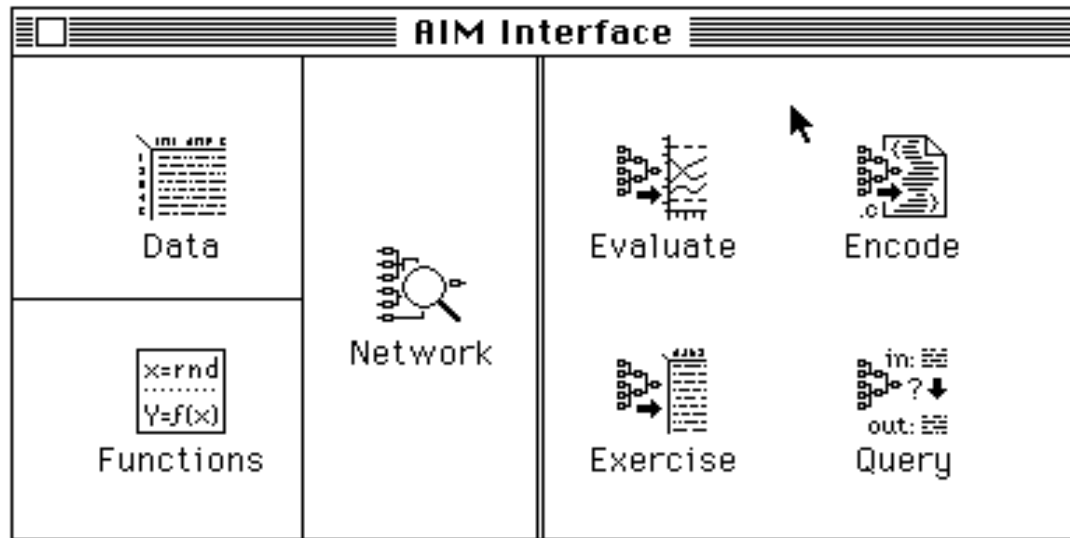 AIM Interface
Data
x=rnd
Y=f(x)
Functions
Network
Evaluate
.c
Encode
Exercise
in:
?
out:
Query